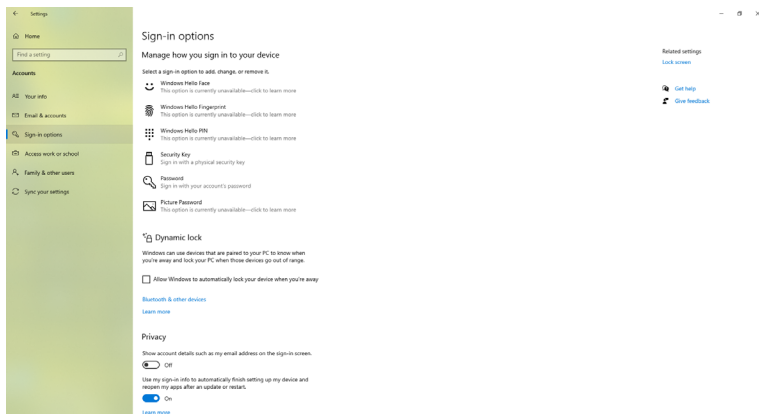 Settings
Home
Find a setting
Accounts
Your info
Email & accounts
Sign-in options
Access work or school
Family & other users
Sync your settings
Sign-in options
Manage how you sign in to your device
Select a sign-in option to add, change, or remove it.
Windows Hello Face
This option is currently unavailable—click to learn more
Windows Hello Fingerprint
This option is currently unavailable—click to learn more
Windows Hello PIN
This option is currently unavailable—click to learn more
Security Key
Sign in with a physical security key
Password
Sign in with your account's password
Picture Password
This option is currently unavailable—click to learn more
Dynamic lock
Windows can use devices that are paired to your PC to know when
you're away and lock your PC when those devices go out of range.
Allow Windows to automatically lock your device when you're away
Bluetooth & other devices
Learn more
Privacy
Show account details such as my email address on the sign-in screen.
Off
Use my sign-in info to automatically finish setting up my device and
reopen my apps after an update or restart.
On
Learn more
Related settings
Lock screen
Get help
Give feedback